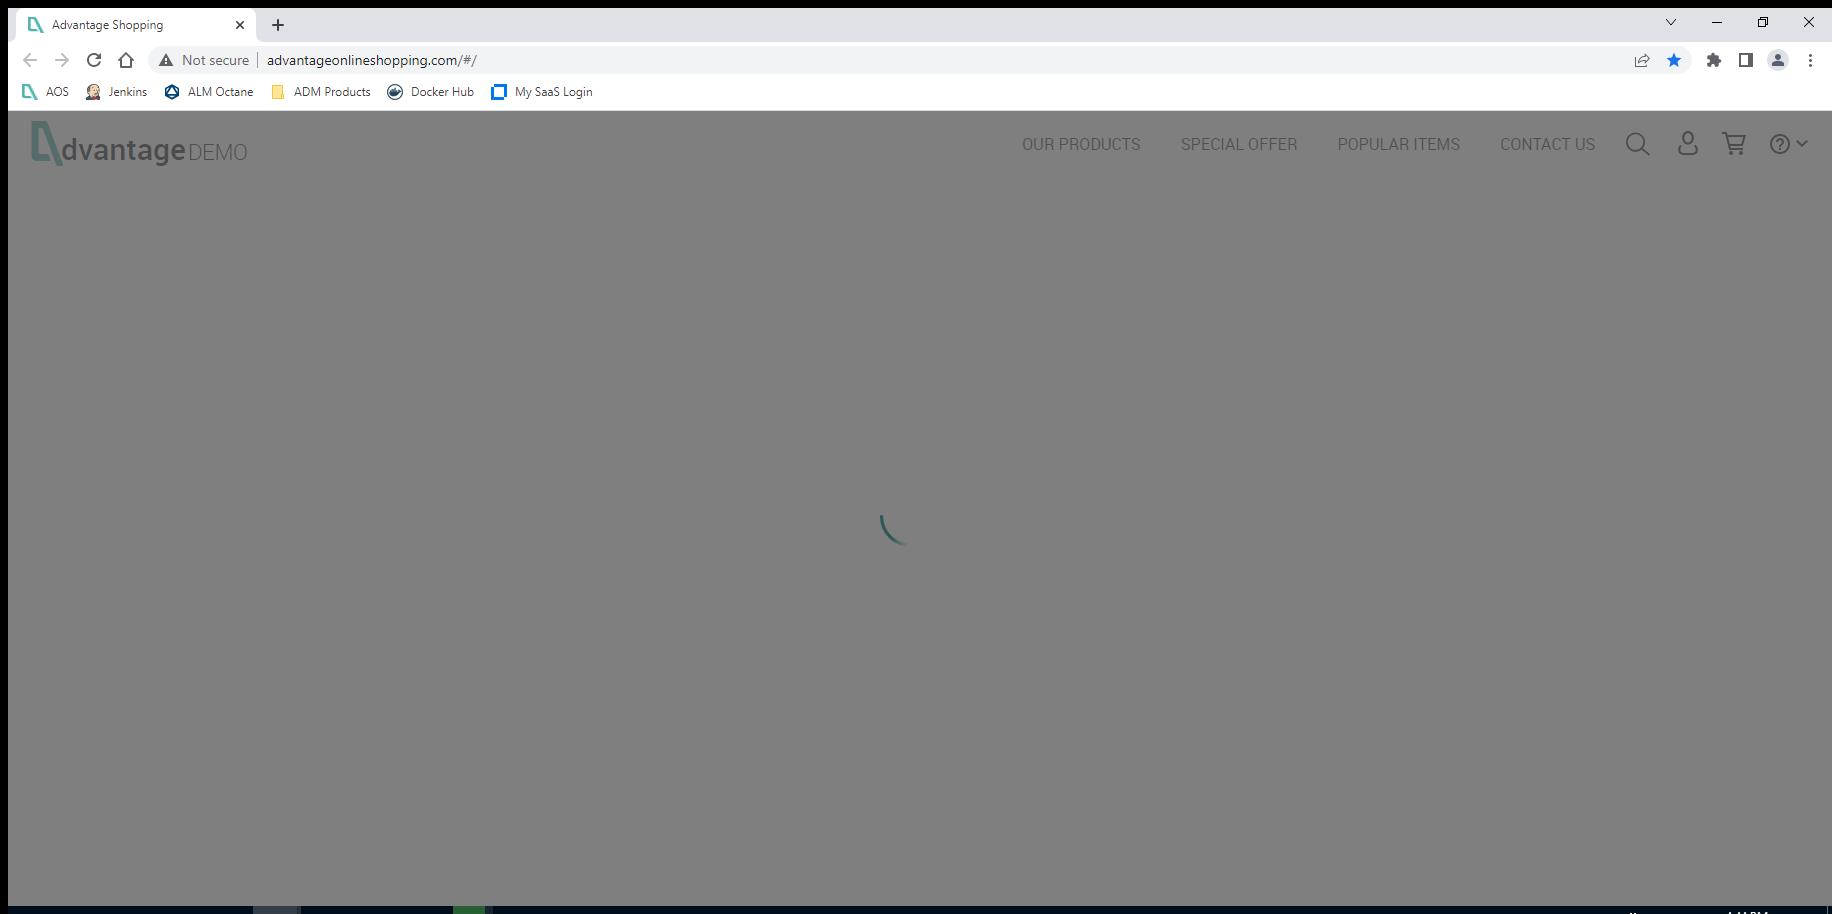 Advantage Shopping
Not secure advantageonlineshopping.com/#/
AOS Jenkins ALM Octane ADM Products Docker Hub My SaaS Login
dvantage DEMO OUR PRODUCTS SPECIAL OFFER POPULAR ITEMS CONTACT US